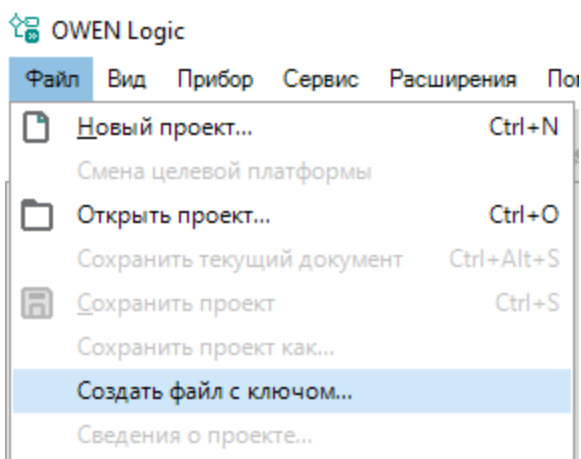 OWEN Logic
Файл Вид Прибор Сервис Расширения
Новый проект... Ctrl+N
Смена целевой платформы
Открыть проект... Ctrl+O
Сохранить текущий документ Ctrl+Alt+S
Сохранить проект Ctrl+S
Сохранить проект как...
Создать файл с ключом...
Сведения о проекте...